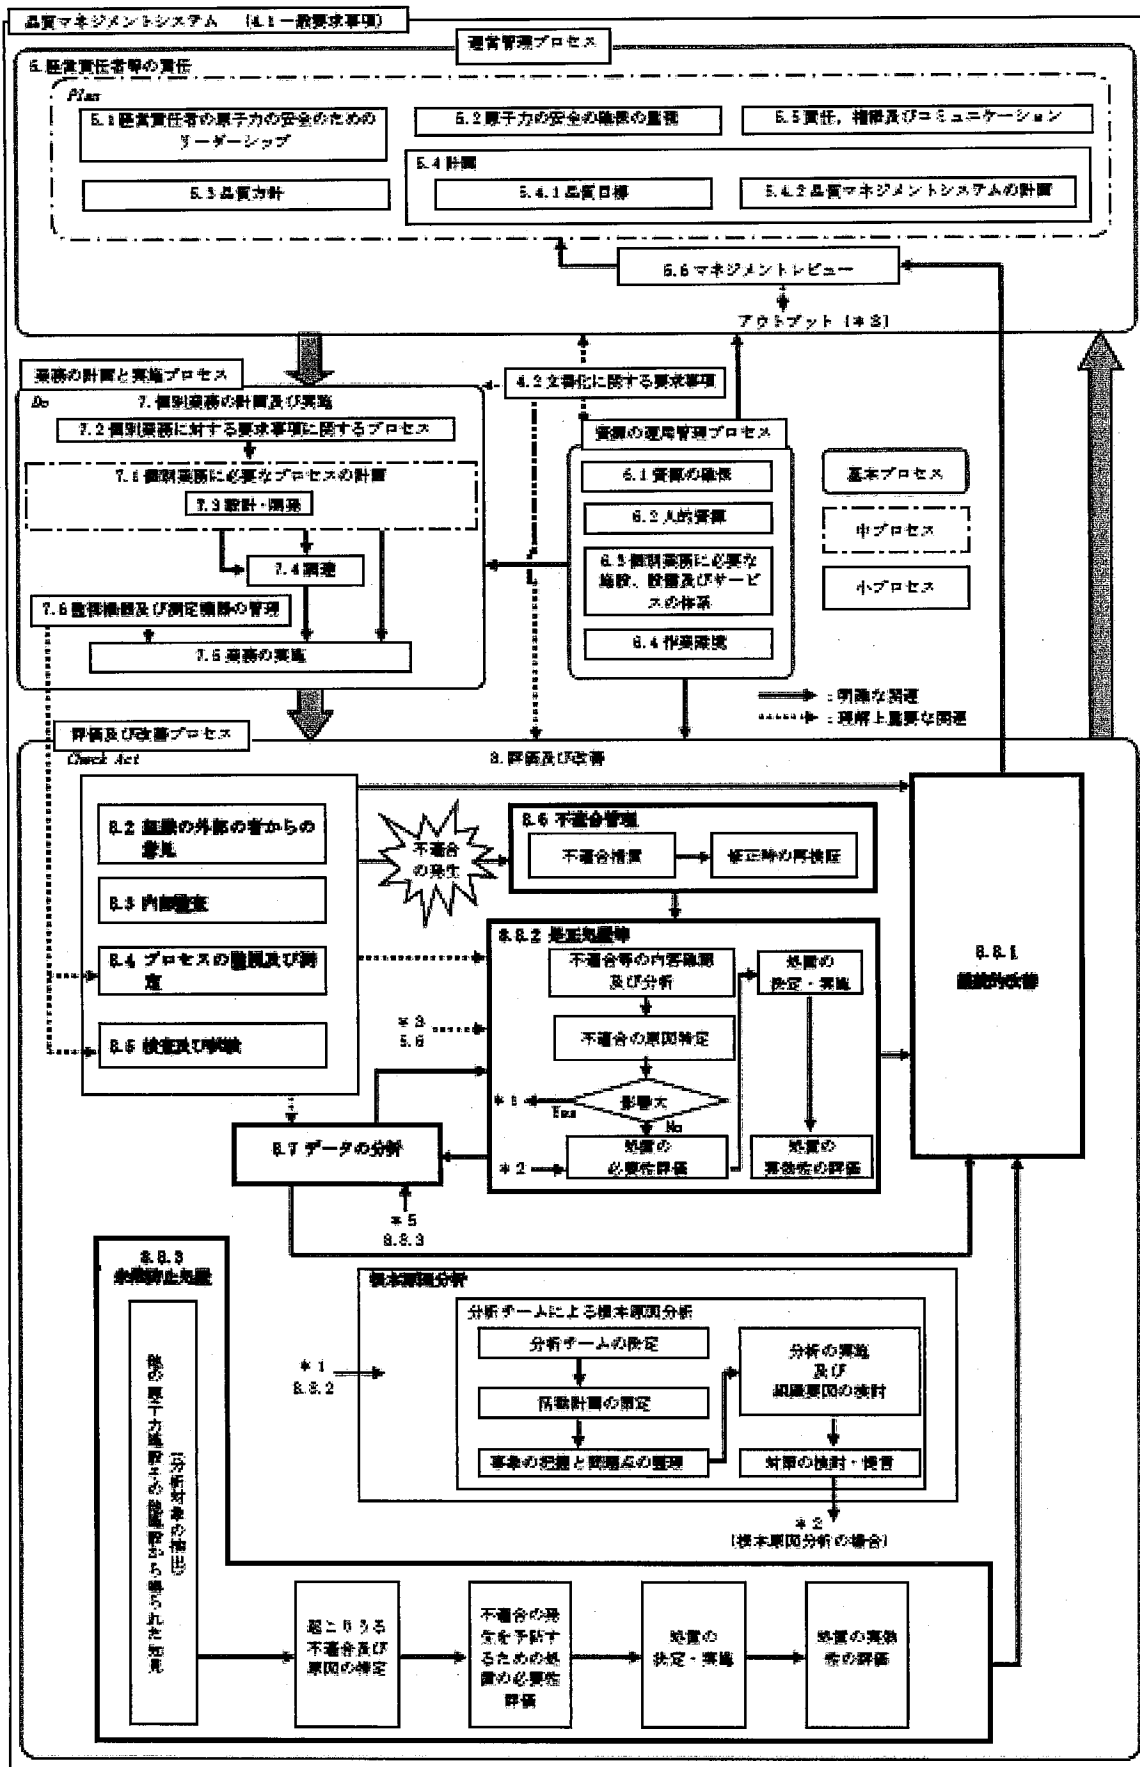 品質マネジメントシステム (4.1一般要求事項)
運営管理プロセス
5.経営責任者等の責任
Plan
5.1経営責任者の原子力の安全のための
リーダーシップ
5.2原子力の安全の確保の重視
5.5責任，権限及びコミュニケーション
5.4計画
5.3品質方針
5.4.1品質目標
5.4.2品質マネジメントシステムの計画
5.6マネジメントレビュー
アウトプット (*3)
業務の計画と実施プロセス
4.2文書化に関する要求事項
Do
7.個別業務の計画及び実施
7.2個別業務に対する要求事項に関するプロセス
資源の運用管理プロセス
7.1個別業務に必要なプロセスの計画
7.3設計・開発
6.1資源の確保
基本プロセス
6.2人的資源
中プロセス
7.4調達
6.3個別業務に必要な
施設、設備及びサービ
スの体系
小プロセス
7.6監視機器及び測定機器の管理
6.4作業環境
7.5業務の実施
：明確な関連
：理解上重要な関連
評価及び改善プロセス
Check Act
8.評価及び改善
8.2 組織の外部の者からの
意見
不適合
の発生
8.6 不適合管理
不適合措置
修正時の再検証
8.3 内部監査
8.8.2 是正処置等
不適合等の内容確認
及び分析
処置の
決定・実施
8.8.1
継続的改善
8.4 プロセスの監視及び測
定
*3
5.6
不適合の原因特定
8.5 検査及び試験
*1
Yes
影響大
No
8.7 データの分析
*2
処置の
必要性評価
処置の
実効性の評価
*5
8.8.3
8.8.3
未然防止処置
根本原因分析
分析チームによる根本原因分析
分析チームの決定
分析の実施
及び
組織要因の検討
*1
8.8.2
活動計画の策定
事象の把握と問題点の整理
対策の検討・提言
*2
(根本原因分析の場合)
他の原子力施設その他施設から得られた知見
(分析対象の抽出)
起こりうる
不適合及び
原因の特定
不適合の発
生を予防す
るための処
置の必要性
評価
処置の
決定・実施
処置の実効
性の評価